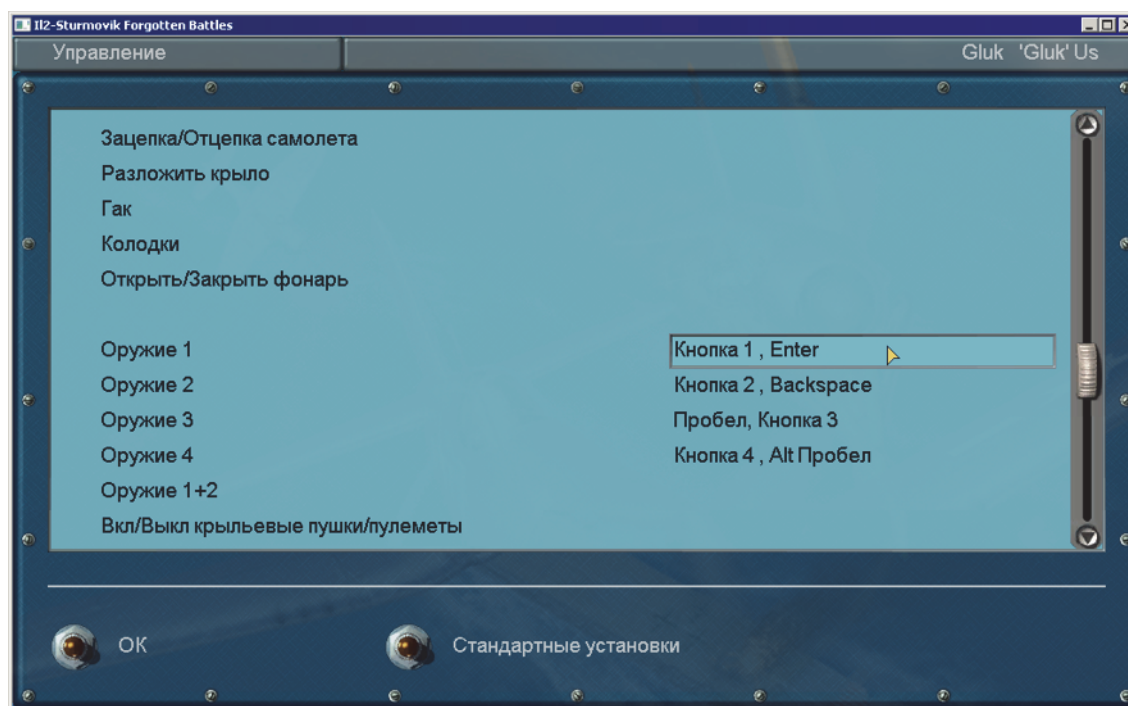 Il2-Sturmovik Forgotten Battles
Управление Gluk 'Gluk' Us
Зацепка/Отцепка самолета
Разложить крыло
Гак
Колодки
Открыть/Закрыть фонарь
Оружие 1 Кнопка 1 , Enter
Оружие 2 Кнопка 2 , Backspace
Оружие 3 Пробел, Кнопка 3
Оружие 4 Кнопка 4 , Alt Пробел
Оружие 1+2
Вкл/Выкл крыльевые пушки/пулеметы
OK Стандартные установки